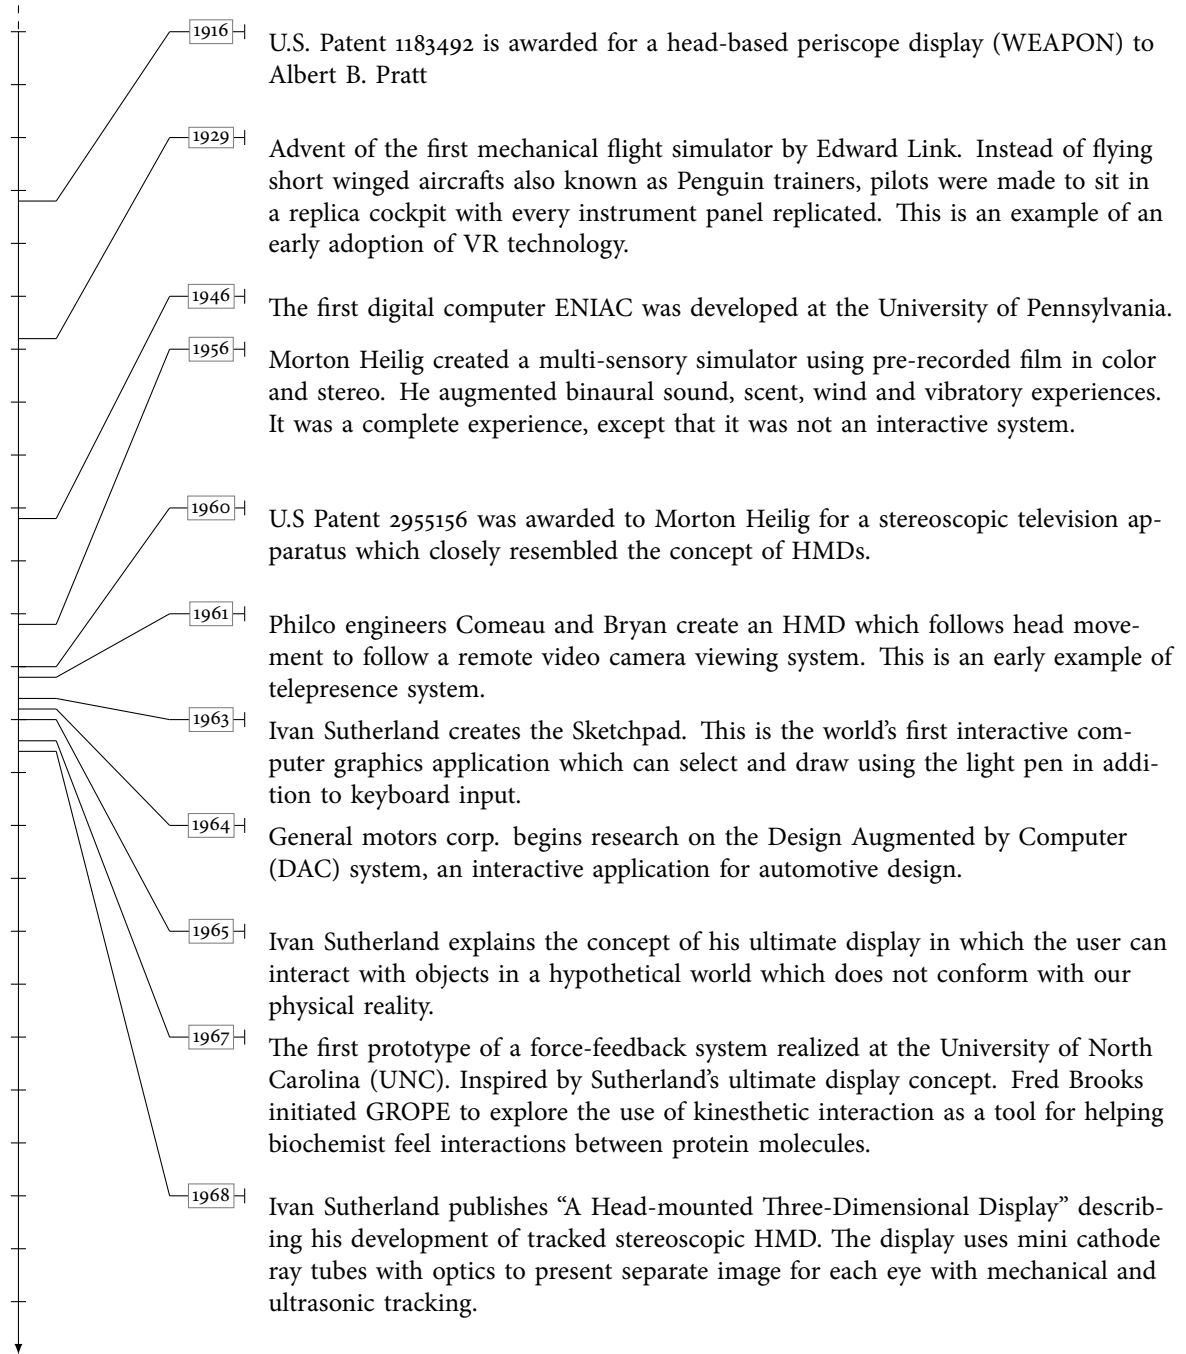 1916
U.S. Patent 1183492 is awarded for a head-based periscope display (WEAPON) to
Albert B. Pratt
1929
Advent of the first mechanical flight simulator by Edward Link. Instead of flying
short winged aircrafts also known as Penguin trainers, pilots were made to sit in
a replica cockpit with every instrument panel replicated. This is an example of an
early adoption of VR technology.
1946
The first digital computer ENIAC was developed at the University of Pennsylvania.
1956
Morton Heilig created a multi-sensory simulator using pre-recorded film in color
and stereo. He augmented binaural sound, scent, wind and vibratory experiences.
It was a complete experience, except that it was not an interactive system.
1960
U.S Patent 2955156 was awarded to Morton Heilig for a stereoscopic television ap-
paratus which closely resembled the concept of HMDs.
1961
Philco engineers Comeau and Bryan create an HMD which follows head move-
ment to follow a remote video camera viewing system. This is an early example of
telepresence system.
1963
Ivan Sutherland creates the Sketchpad. This is the world's first interactive com-
puter graphics application which can select and draw using the light pen in addi-
tion to keyboard input.
1964
General motors corp. begins research on the Design Augmented by Computer
(DAC) system, an interactive application for automotive design.
1965
Ivan Sutherland explains the concept of his ultimate display in which the user can
interact with objects in a hypothetical world which does not conform with our
physical reality.
1967
The first prototype of a force-feedback system realized at the University of North
Carolina (UNC). Inspired by Sutherland's ultimate display concept. Fred Brooks
initiated GROPE to explore the use of kinesthetic interaction as a tool for helping
biochemist feel interactions between protein molecules.
1968
Ivan Sutherland publishes “A Head-mounted Three-Dimensional Display” describ-
ing his development of tracked stereoscopic HMD. The display uses mini cathode
ray tubes with optics to present separate image for each eye with mechanical and
ultrasonic tracking.